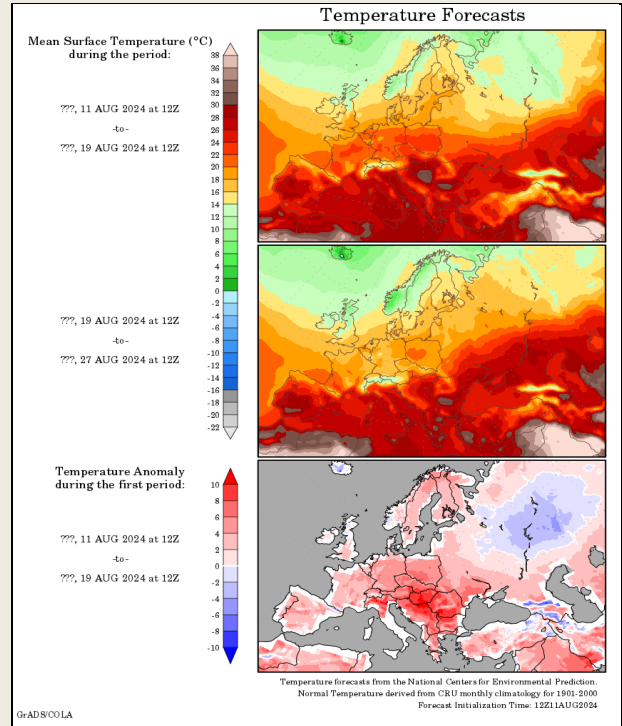 Temperature Forecasts
Mean Surface Temperature (°C)
during the period:
???, 11 AUG 2024 at 12Z
-to-
???, 19 AUG 2024 at 12Z
38
36
34
32
30
28
26
24
22
20
18
16
14
12
10
8
6
4
2
0
-2
-4
-6
-8
-10
-12
-14
-16
-18
-20
-22
???, 19 AUG 2024 at 12Z
-to-
???, 27 AUG 2024 at 12Z
Temperature Anomaly
during the first period:
???, 11 AUG 2024 at 12Z
-to-
???, 19 AUG 2024 at 12Z
10
8
6
4
2
0
-2
-4
-6
-8
-10
Temperature forecasts from the National Centers for Environmental Prediction.
Normal Temperature derived from CRU monthly climatology for 1901-2000
Forecast Initialization Time: 12Z11AUG2024
GrADS/COLA